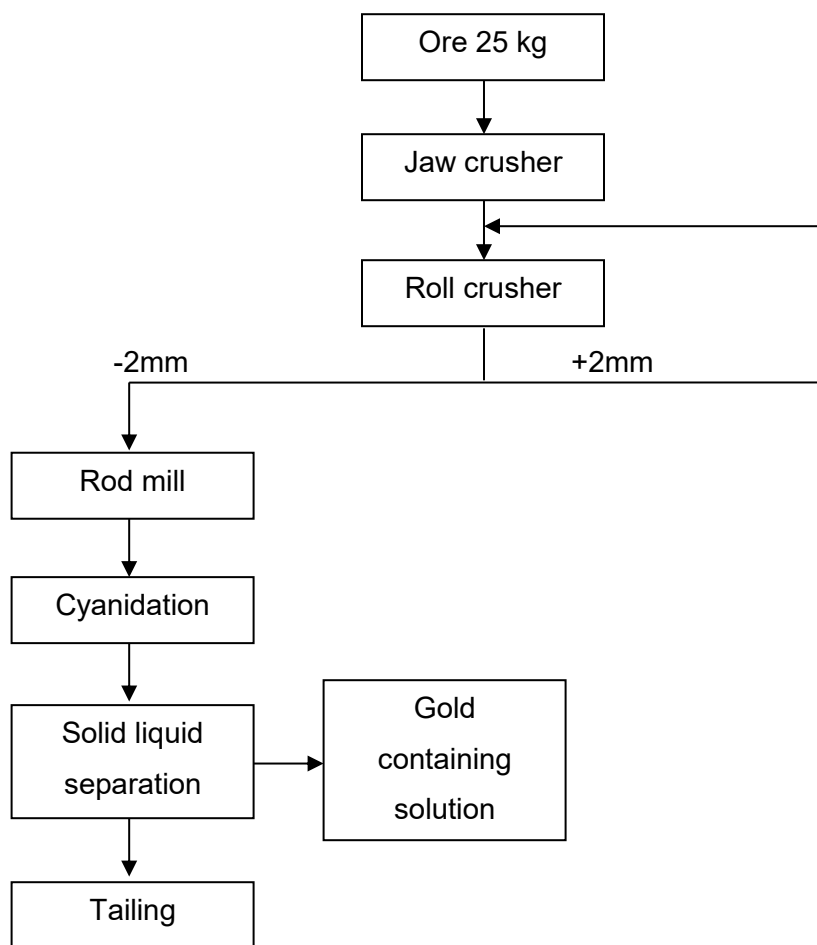 Ore 25 kg
Jaw crusher
Roll crusher
-2mm
+2mm
Rod mill
Cyanidation
Solid liquid
separation
Gold
containing
solution
Tailing